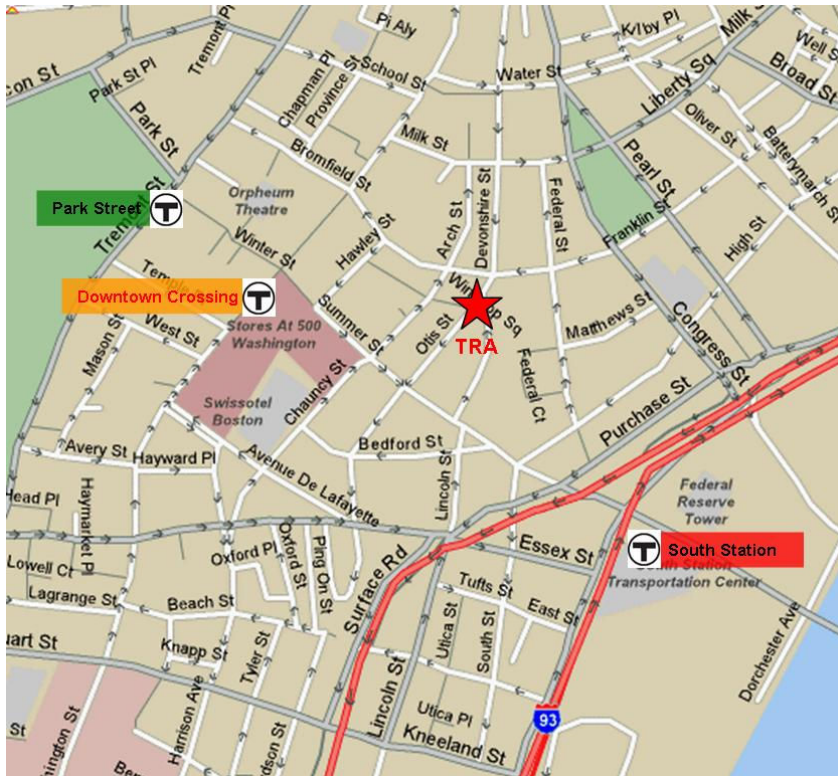 Pi Aly
Kilby Pl
Milk St
Tremont Pl
Well
con St
Park St Pl
School St
Water St
Liberty Sq
Broad St
Chapman Pl
Province St
Park St
Milk St
Oliver St
Batterymarch St
Bromfield St
Pearl St
Orpheum
Theatre
Devonshire St
Federal St
Park Street
T
Tremont St
Arch St
Franklin St
High St
Hawley St
Winter St
Downtown Crossing
T
Otis St
TRA
Matthews St
Congress St
Summer St
West St
Stores At 500
Washington
Mason St
Federal Ct
Chauncy St
Purchase St
Swissotel
Boston
Avery St
Hayward Pl
Bedford St
Avenue De Lafayette
Lincoln St
Head Pl
Haymarket Pl
Federal
Reserve
Tower
Essex St
T
South Station
South Station
Transportation Center
Oxford Pl
Oxford St
Ping On St
Surface Rd
Lowell Ct
Lagrange St
Beach St
Tufts St
East St
Utica St
South St
uart St
Knapp St
Tyler St
Harrison Ave
Lincoln St
Dorchester Ave
Utica Pl
Kneeland St
93
St
hington St
dson St